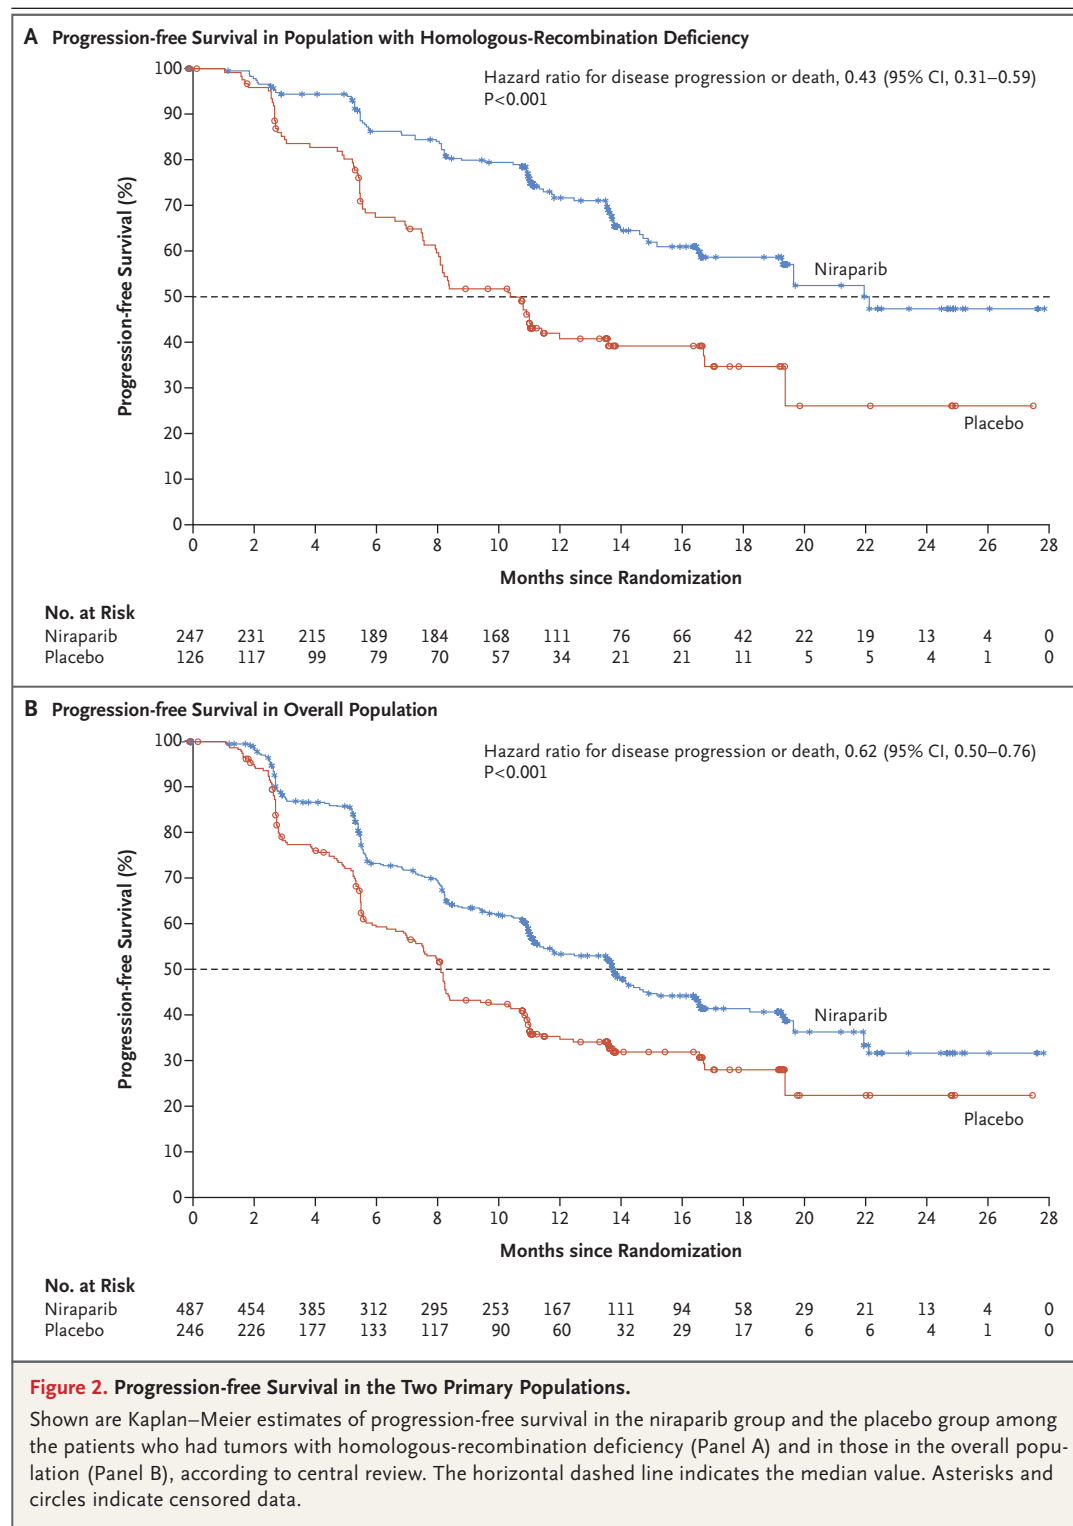 A Progression-free Survival in Population with Homologous-Recombination Deficiency
Hazard ratio for disease progression or death, 0.43 (95% CI, 0.31–0.59)
P<0.001
Progression-free Survival (%)
100
90
80
70
60
50
40
30
20
10
0
Niraparib
Placebo
0 2 4 6 8 10 12 14 16 18 20 22 24 26 28
Months since Randomization
No. at Risk
Niraparib 247 231 215 189 184 168 111 76 66 42 22 19 13 4 0
Placebo 126 117 99 79 70 57 34 21 21 11 5 5 4 1 0
B Progression-free Survival in Overall Population
Hazard ratio for disease progression or death, 0.62 (95% CI, 0.50–0.76)
P<0.001
Progression-free Survival (%)
100
90
80
70
60
50
40
30
20
10
0
Niraparib
Placebo
0 2 4 6 8 10 12 14 16 18 20 22 24 26 28
Months since Randomization
No. at Risk
Niraparib 487 454 385 312 295 253 167 111 94 58 29 21 13 4 0
Placebo 246 226 177 133 117 90 60 32 29 17 6 6 4 1 0
Figure 2. Progression-free Survival in the Two Primary Populations.
Shown are Kaplan–Meier estimates of progression-free survival in the niraparib group and the placebo group among
the patients who had tumors with homologous-recombination deficiency (Panel A) and in those in the overall popu-
lation (Panel B), according to central review. The horizontal dashed line indicates the median value. Asterisks and
circles indicate censored data.